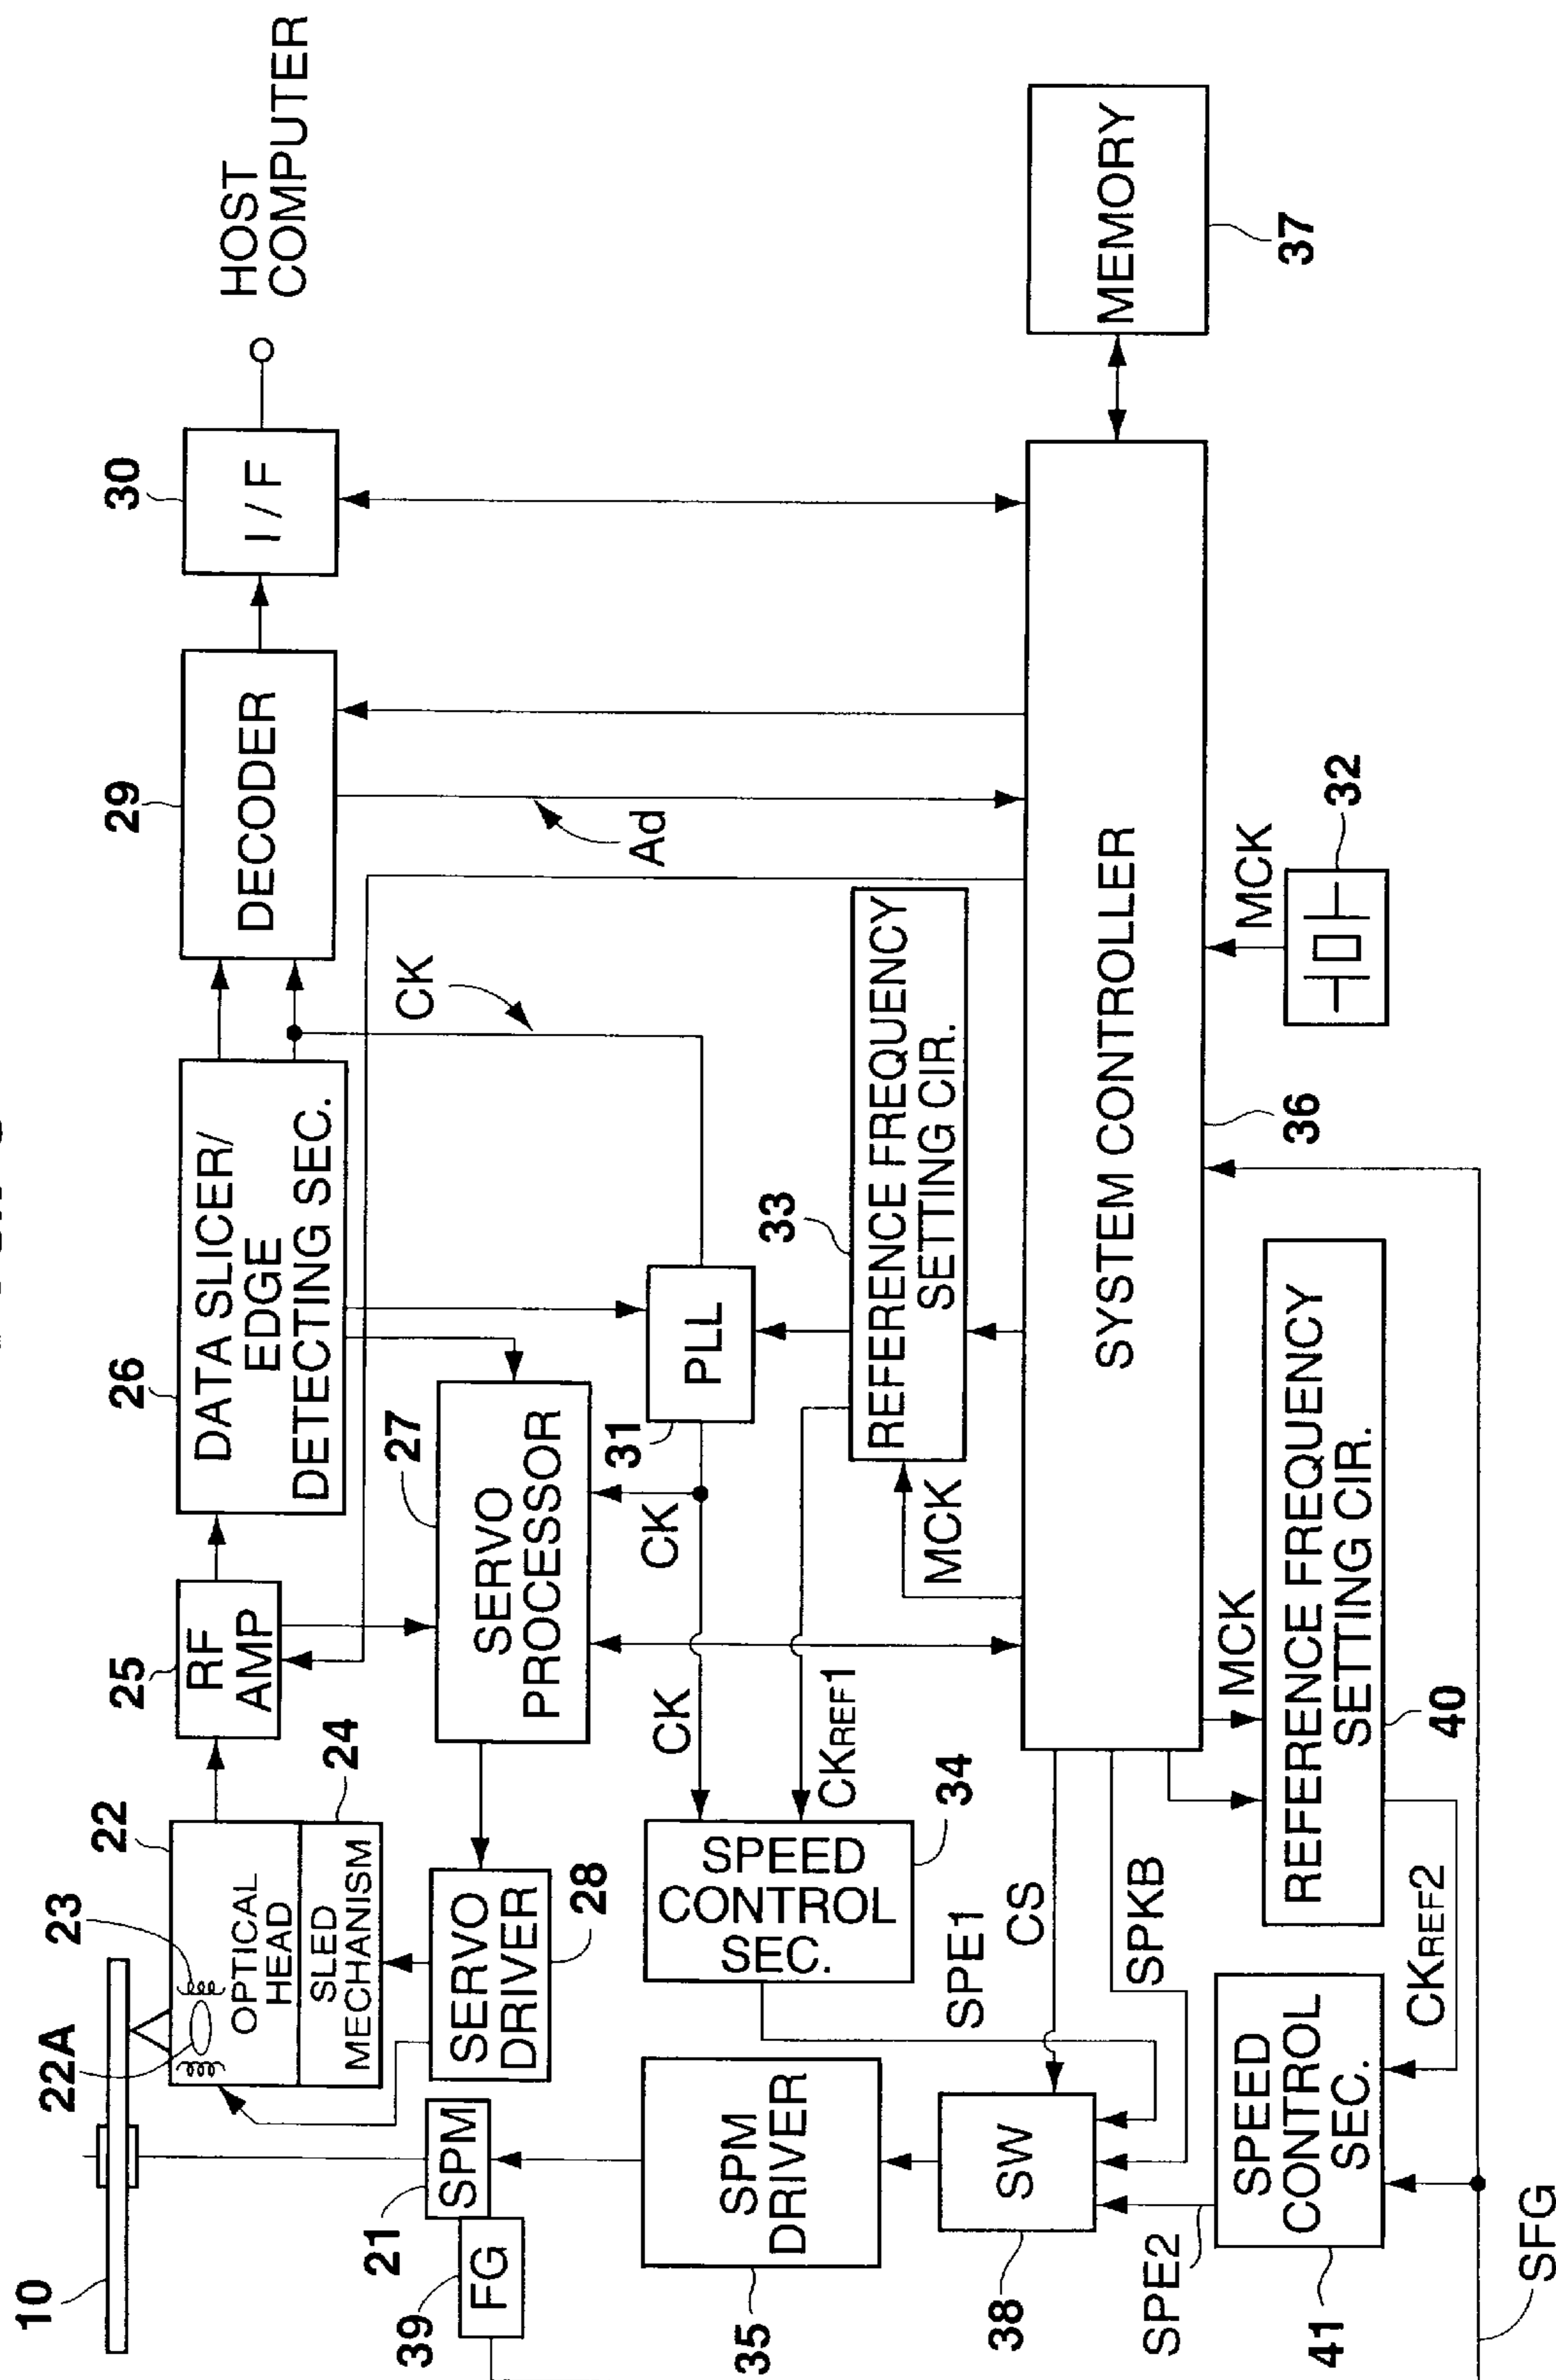 10
22A
23
22
OPTICAL
HEAD
SLED
MECHANISM
24
25
RF
AMP
26
DATA SLICER/
EDGE
DETECTING SEC.
29
DECODER
30
I / F
HOST
COMPUTER
21
SPM
39
FG
SERVO
DRIVER
28
27
SERVO
PROCESSOR
CK
Ad
35
SPM
DRIVER
SPEED
CONTROL
SEC.
34
CK
CK
31
PLL
CKREF1
33
REFERENCE FREQUENCY
SETTING CIR.
MCK
38
SW
SPE1
CS
SPKB
SYSTEM CONTROLLER
36
MEMORY
37
SPE2
41
SPEED
CONTROL
SEC.
CKREF2
MCK
REFERENCE FREQUENCY
SETTING CIR.
40
MCK
32
SFG